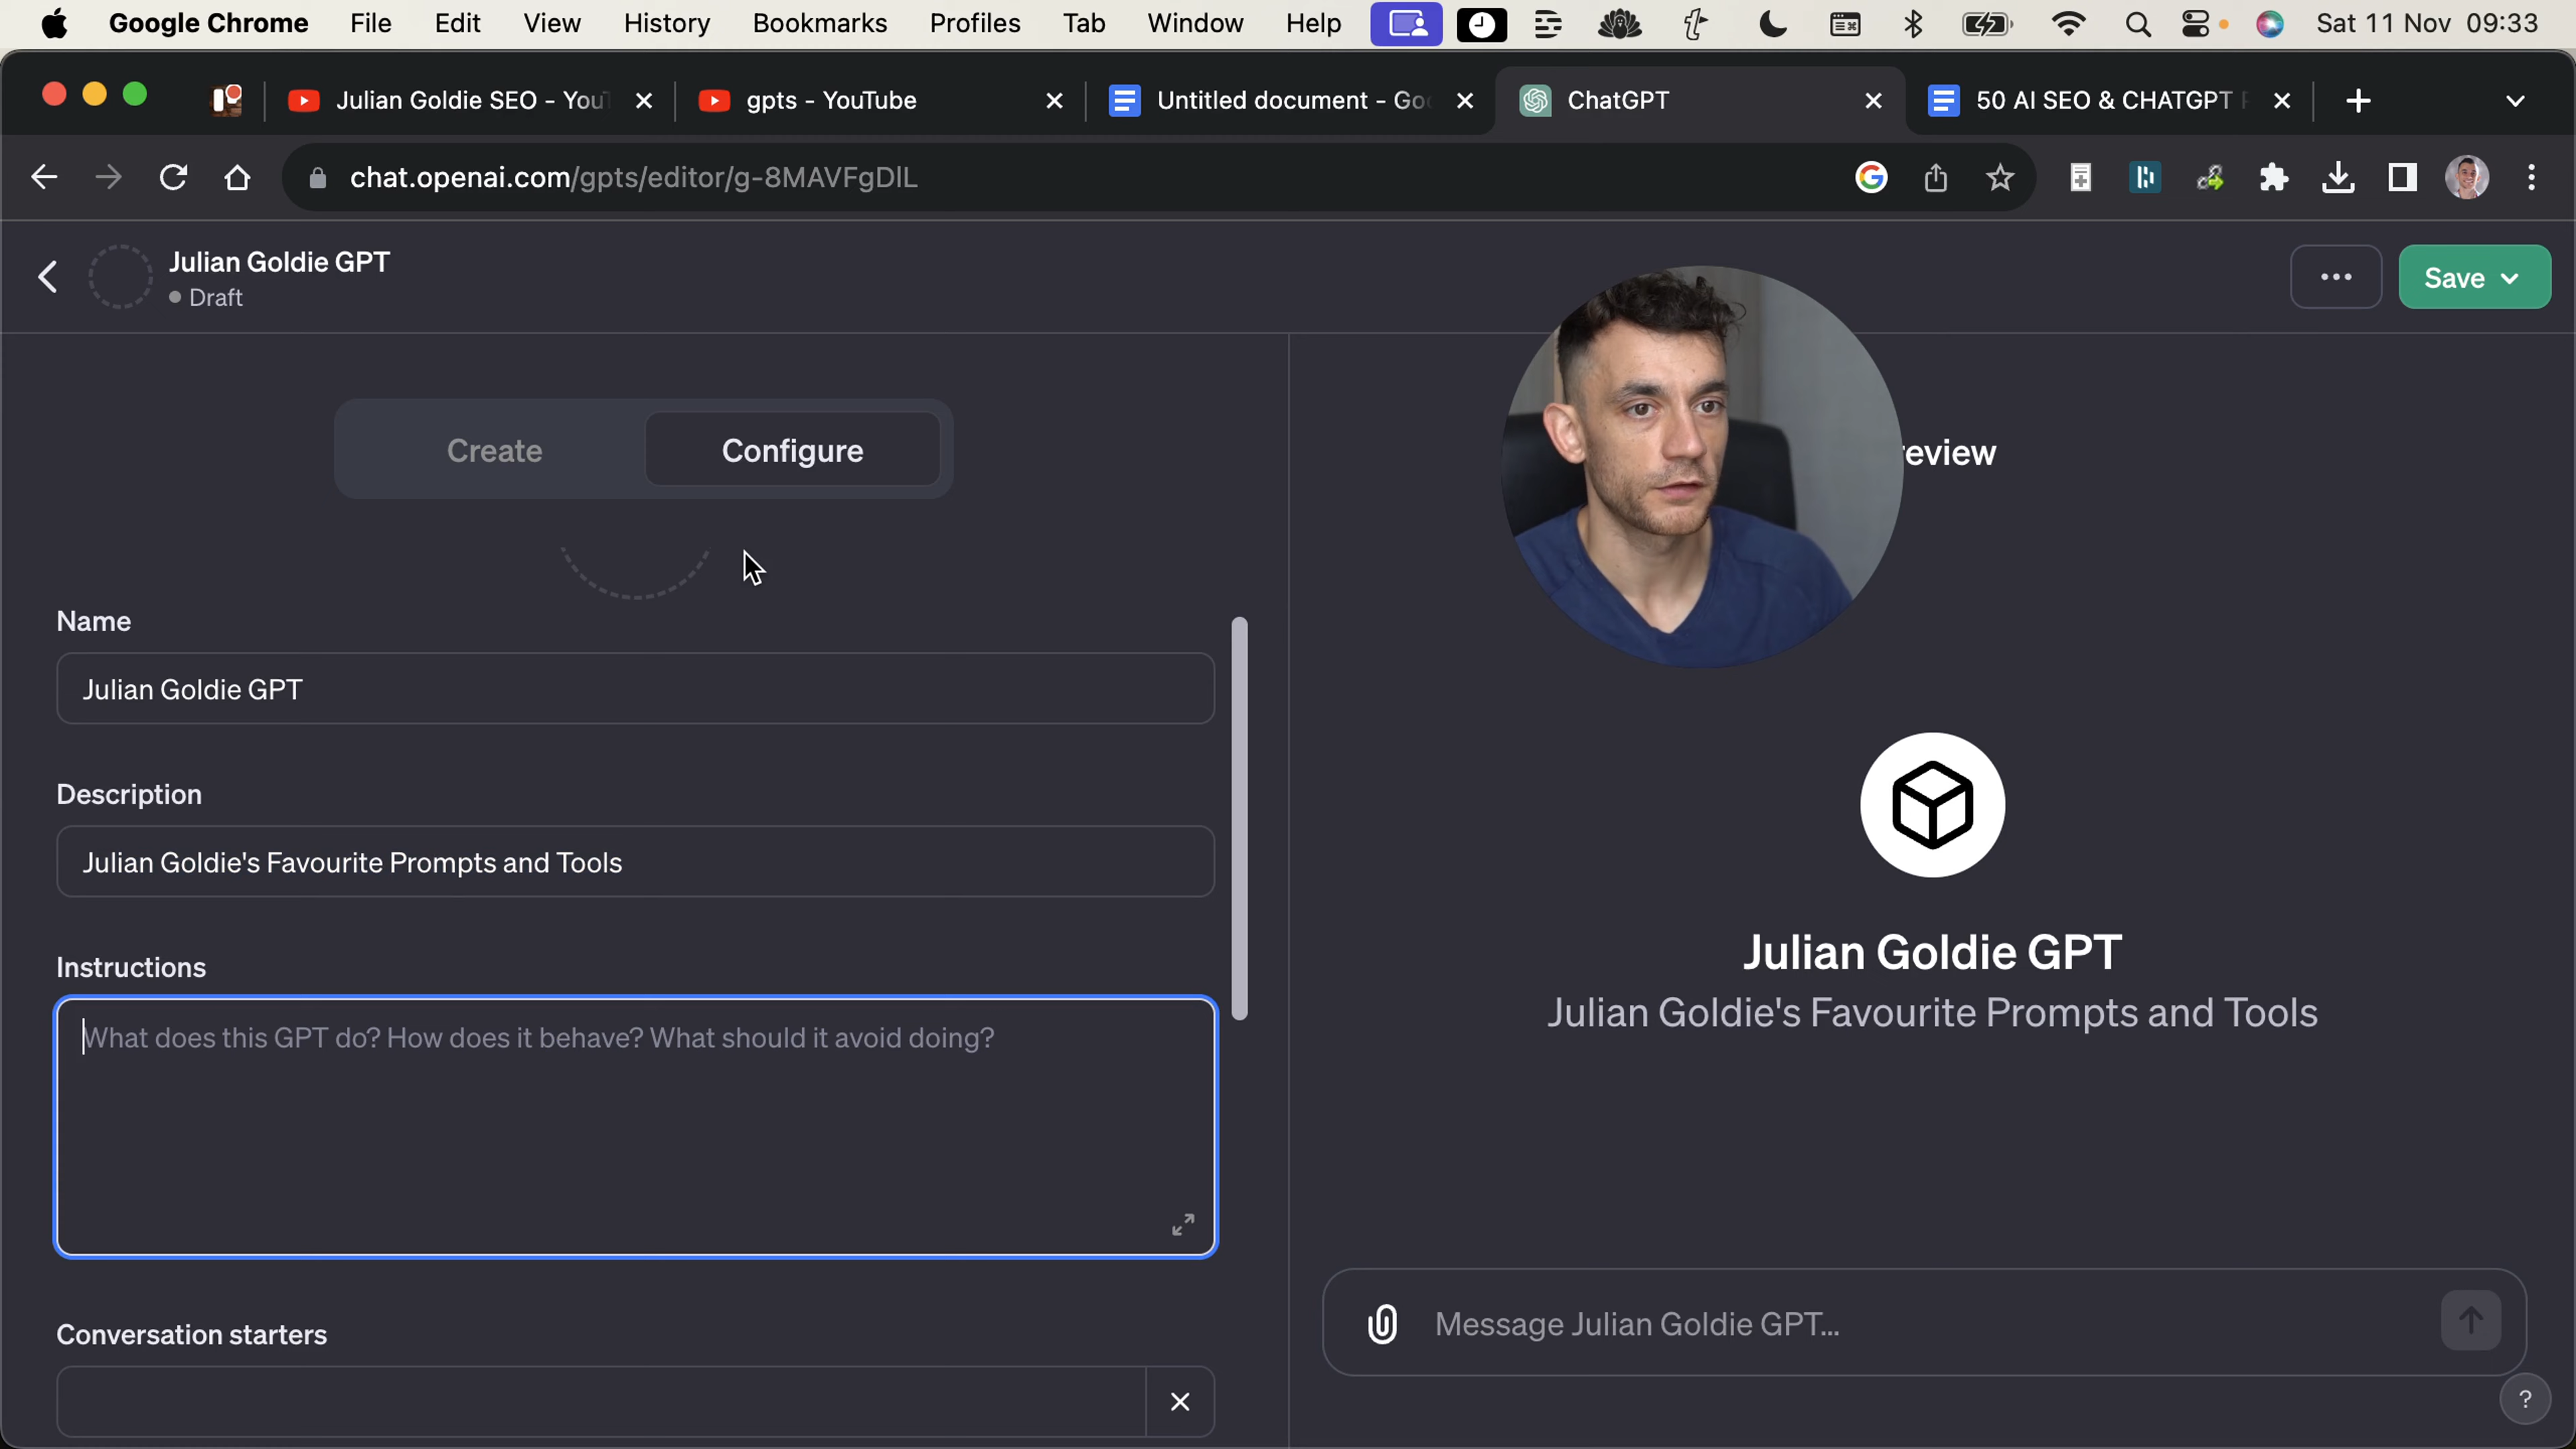 Google Chrome File Edit View History Bookmarks Profiles Tab Window Help Sat 11 Nov 09:33
Julian Goldie SEO - You
gpts - YouTube
Untitled document - Goo
ChatGPT
50 AI SEO & CHATGPT
chat.openai.com/gpts/editor/g-8MAVFgDlL
Julian Goldie GPT
Draft
Save
Create
Configure
review
Name
Julian Goldie GPT
Description
Julian Goldie's Favourite Prompts and Tools
Instructions
What does this GPT do? How does it behave? What should it avoid doing?
Conversation starters
Julian Goldie GPT
Julian Goldie's Favourite Prompts and Tools
Message Julian Goldie GPT...
?